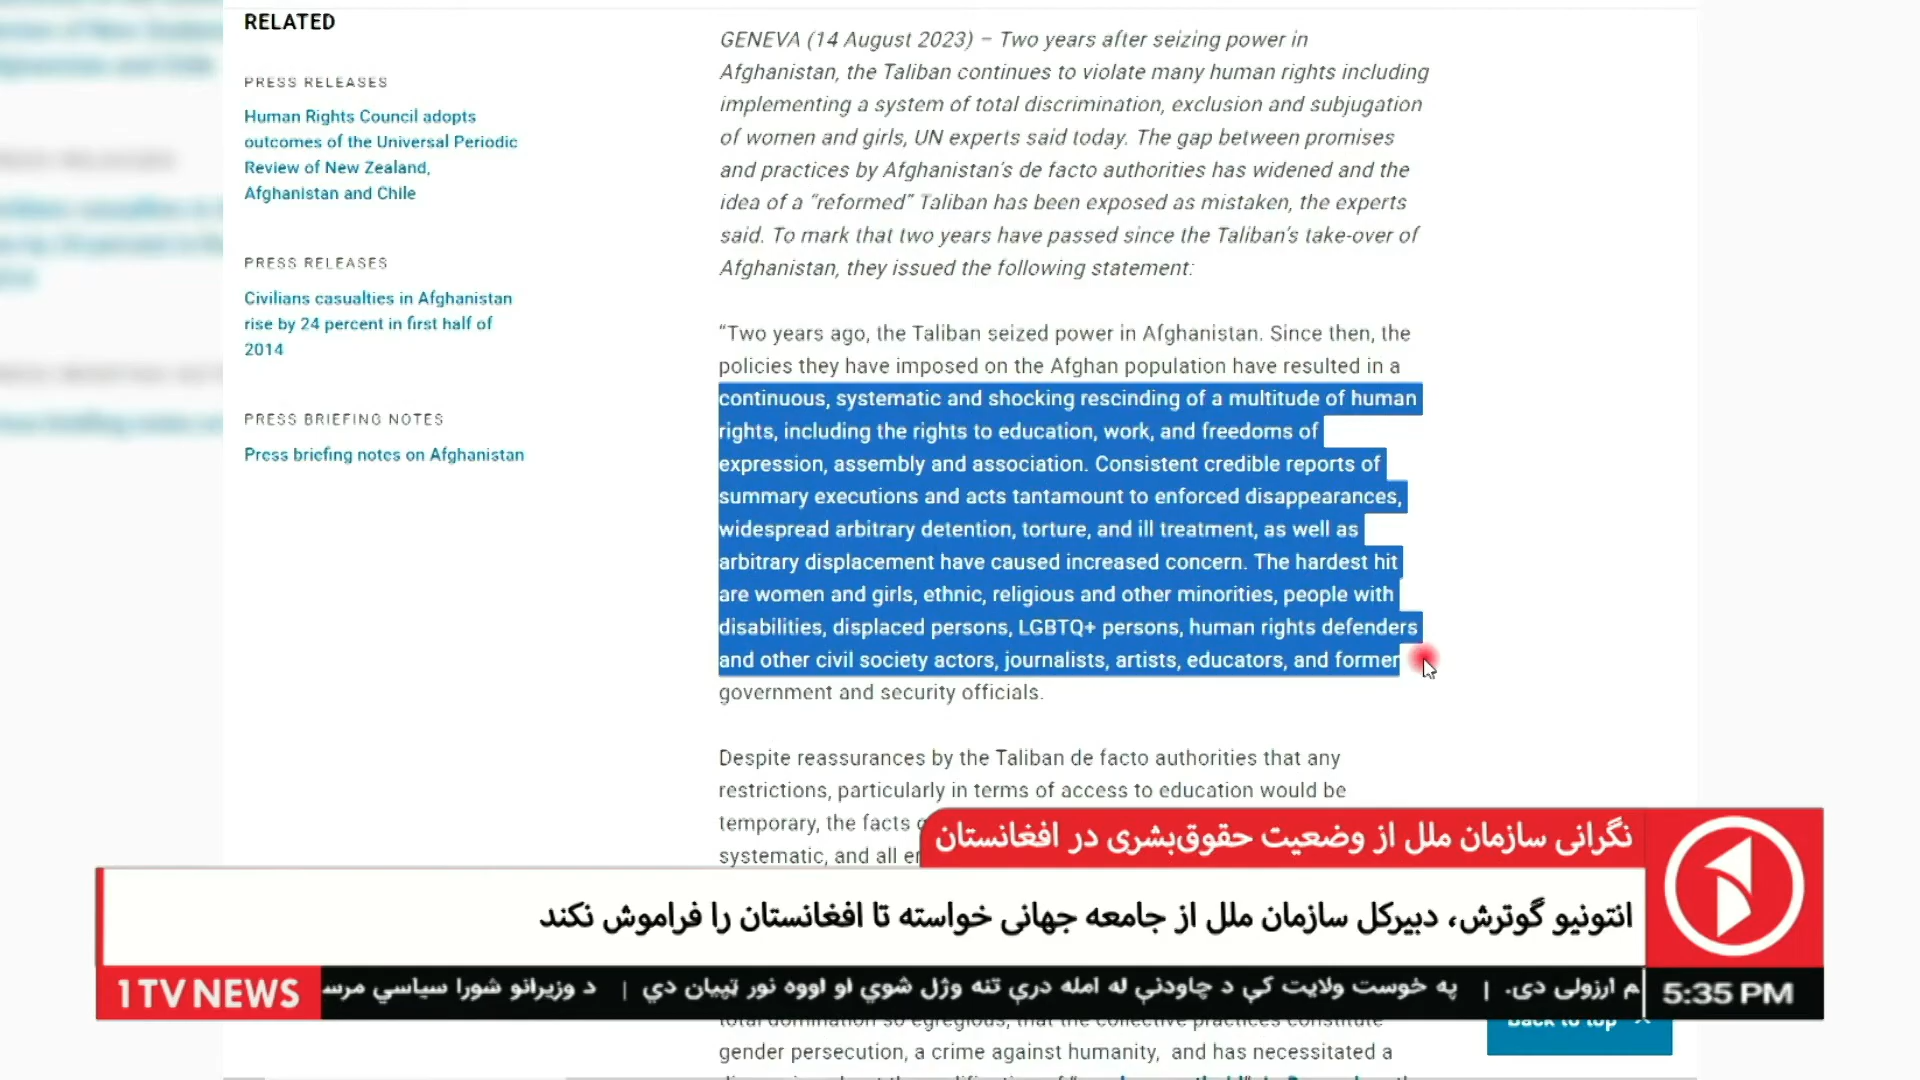 RELATED
PRESS RELEASES
Human Rights Council adopts
outcomes of the Universal Periodic
Review of New Zealand,
Afghanistan and Chile
PRESS RELEASES
Civilians casualties in Afghanistan
rise by 24 percent in first half of
2014
PRESS BRIEFING NOTES
Press briefing notes on Afghanistan
GENEVA (14 August 2023) – Two years after seizing power in
Afghanistan, the Taliban continues to violate many human rights including
implementing a system of total discrimination, exclusion and subjugation
of women and girls, UN experts said today. The gap between promises
and practices by Afghanistan's de facto authorities has widened and the
idea of a “reformed” Taliban has been exposed as mistaken, the experts
said. To mark that two years have passed since the Taliban's take-over of
Afghanistan, they issued the following statement:
“Two years ago, the Taliban seized power in Afghanistan. Since then, the
policies they have imposed on the Afghan population have resulted in a
continuous, systematic and shocking rescinding of a multitude of human
rights, including the rights to education, work, and freedoms of
expression, assembly and association. Consistent credible reports of
summary executions and acts tantamount to enforced disappearances,
widespread arbitrary detention, torture, and ill treatment, as well as
arbitrary displacement have caused increased concern. The hardest hit
are women and girls, ethnic, religious and other minorities, people with
disabilities, displaced persons, LGBTQ+ persons, human rights defenders
and other civil society actors, journalists, artists, educators, and former
government and security officials.
Despite reassurances by the Taliban de facto authorities that any
restrictions, particularly in terms of access to education would be
temporary, the facts
systematic, and all
نگرانی سازمان ملل از وضعیت حقوق‌بشری در افغانستان
انتونیو گوترش، دبیرکل سازمان ملل از جامعه جهانی خواسته تا افغانستان را فراموش نکند
1TV NEWS
م ارزولی دی. | په خوست ولایت کې د چاودنې له امله درې تنه وژل شوي او اووه نور ټپیان دي | د وزیرانو شورا سیاسي مرس
5:35 PM
total domination so egregious, that the collective practices constitute
Back to top
gender persecution, a crime against humanity, and has necessitated a